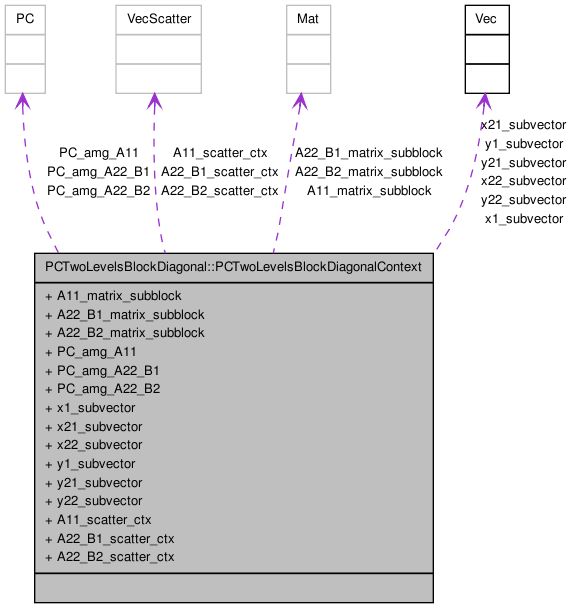 PC
VecScatter
Mat
Vec
PC_amg_A11
PC_amg_A22_B1
PC_amg_A22_B2
A11_scatter_ctx
A22_B1_scatter_ctx
A22_B2_scatter_ctx
A22_B1_matrix_subblock
A22_B2_matrix_subblock
A11_matrix_subblock
x21_subvector
y1_subvector
y21_subvector
x22_subvector
y22_subvector
x1_subvector
PCTwoLevelsBlockDiagonal::PCTwoLevelsBlockDiagonalContext
+ A11_matrix_subblock
+ A22_B1_matrix_subblock
+ A22_B2_matrix_subblock
+ PC_amg_A11
+ PC_amg_A22_B1
+ PC_amg_A22_B2
+ x1_subvector
+ x21_subvector
+ x22_subvector
+ y1_subvector
+ y21_subvector
+ y22_subvector
+ A11_scatter_ctx
+ A22_B1_scatter_ctx
+ A22_B2_scatter_ctx